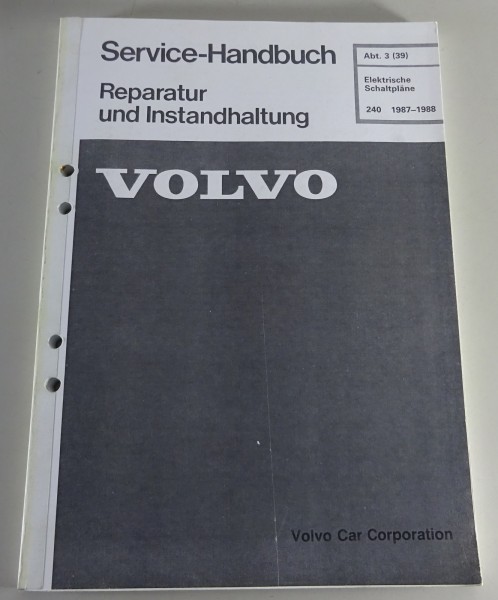 Service-Handbuch
Reparatur
und Instandhaltung
Abt. 3 (39)
Elektrische
Schaltpläne
240 1987–1988
VOLVO
Volvo Car Corporation